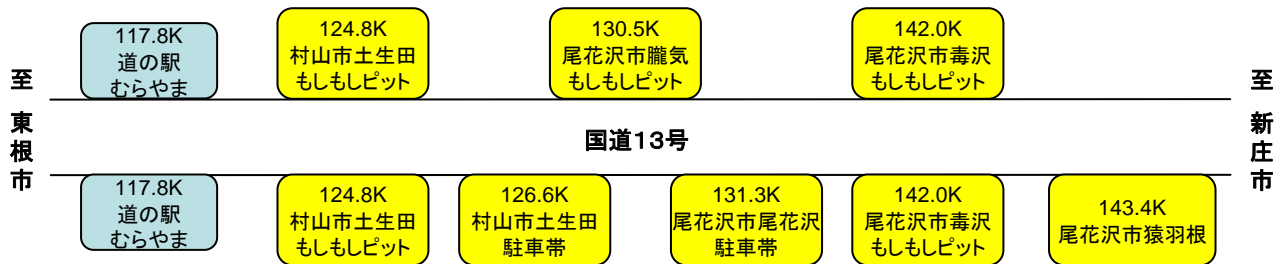 117.8K
道の駅
むらやま
124.8K
村山市土生田
もしもしピット
130.5K
尾花沢市朧気
もしもしピット
142.0K
尾花沢市毒沢
もしもしピット
至
東
根
市
国道13号
至
新
庄
市
117.8K
道の駅
むらやま
124.8K
村山市土生田
もしもしピット
126.6K
村山市土生田
駐車帯
131.3K
尾花沢市尾花沢
駐車帯
142.0K
尾花沢市毒沢
もしもしピット
143.4K
尾花沢市猿羽根